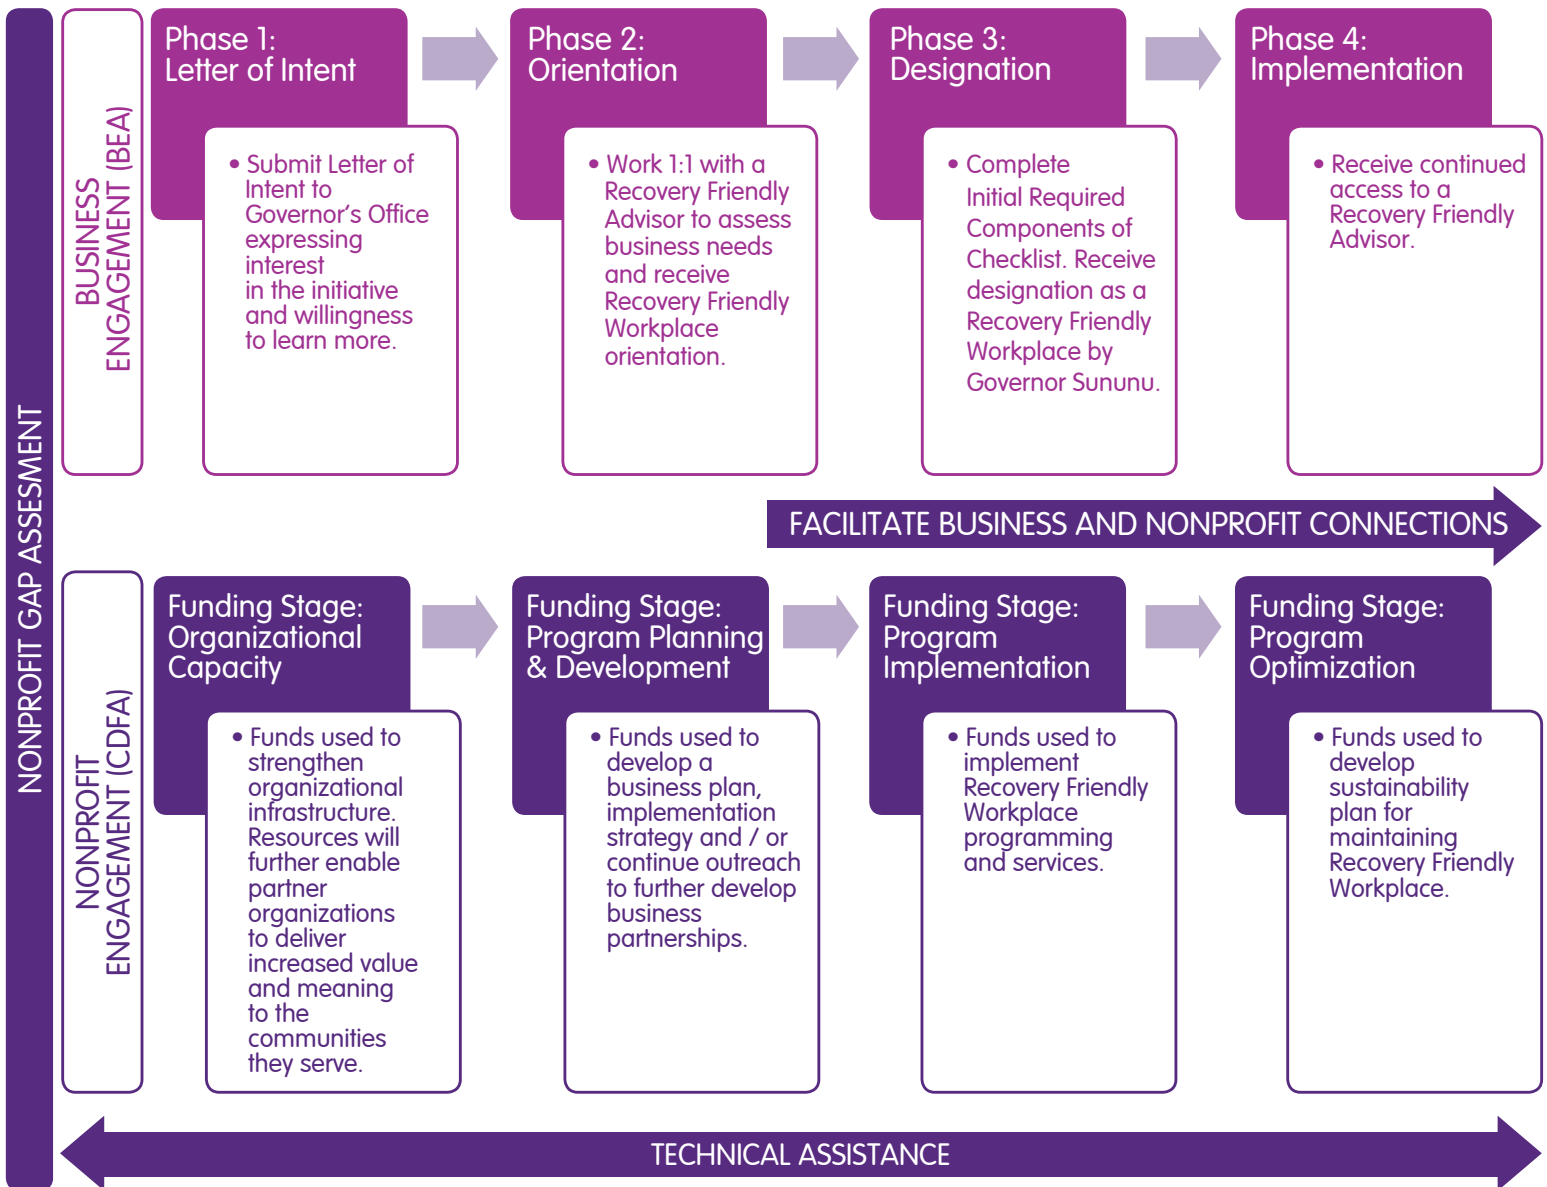 NONPROFIT GAP ASSESMENT
BUSINESS
ENGAGEMENT (BEA)
Phase 1:
Letter of Intent
• Submit Letter of
Intent to
Governor's Office
expressing
interest
in the initiative
and willingness
to learn more.
Phase 2:
Orientation
• Work 1:1 with a
Recovery Friendly
Advisor to assess
business needs
and receive
Recovery Friendly
Workplace
orientation.
Phase 3:
Designation
• Complete
Initial Required
Components of
Checklist. Receive
designation as a
Recovery Friendly
Workplace by
Governor Sununu.
Phase 4:
Implementation
• Receive continued
access to a
Recovery Friendly
Advisor.
FACILITATE BUSINESS AND NONPROFIT CONNECTIONS
NONPROFIT
ENGAGEMENT (CDFA)
Funding Stage:
Organizational
Capacity
• Funds used to
strengthen
organizational
infrastructure.
Resources will
further enable
partner
organizations
to deliver
increased value
and meaning
to the
communities
they serve.
Funding Stage:
Program Planning
& Development
• Funds used to
develop a
business plan,
implementation
strategy and / or
continue outreach
to further develop
business
partnerships.
Funding Stage:
Program
Implementation
• Funds used to
implement
Recovery Friendly
Workplace
programming
and services.
Funding Stage:
Program
Optimization
• Funds used to
develop
sustainability
plan for
maintaining
Recovery Friendly
Workplace.
TECHNICAL ASSISTANCE